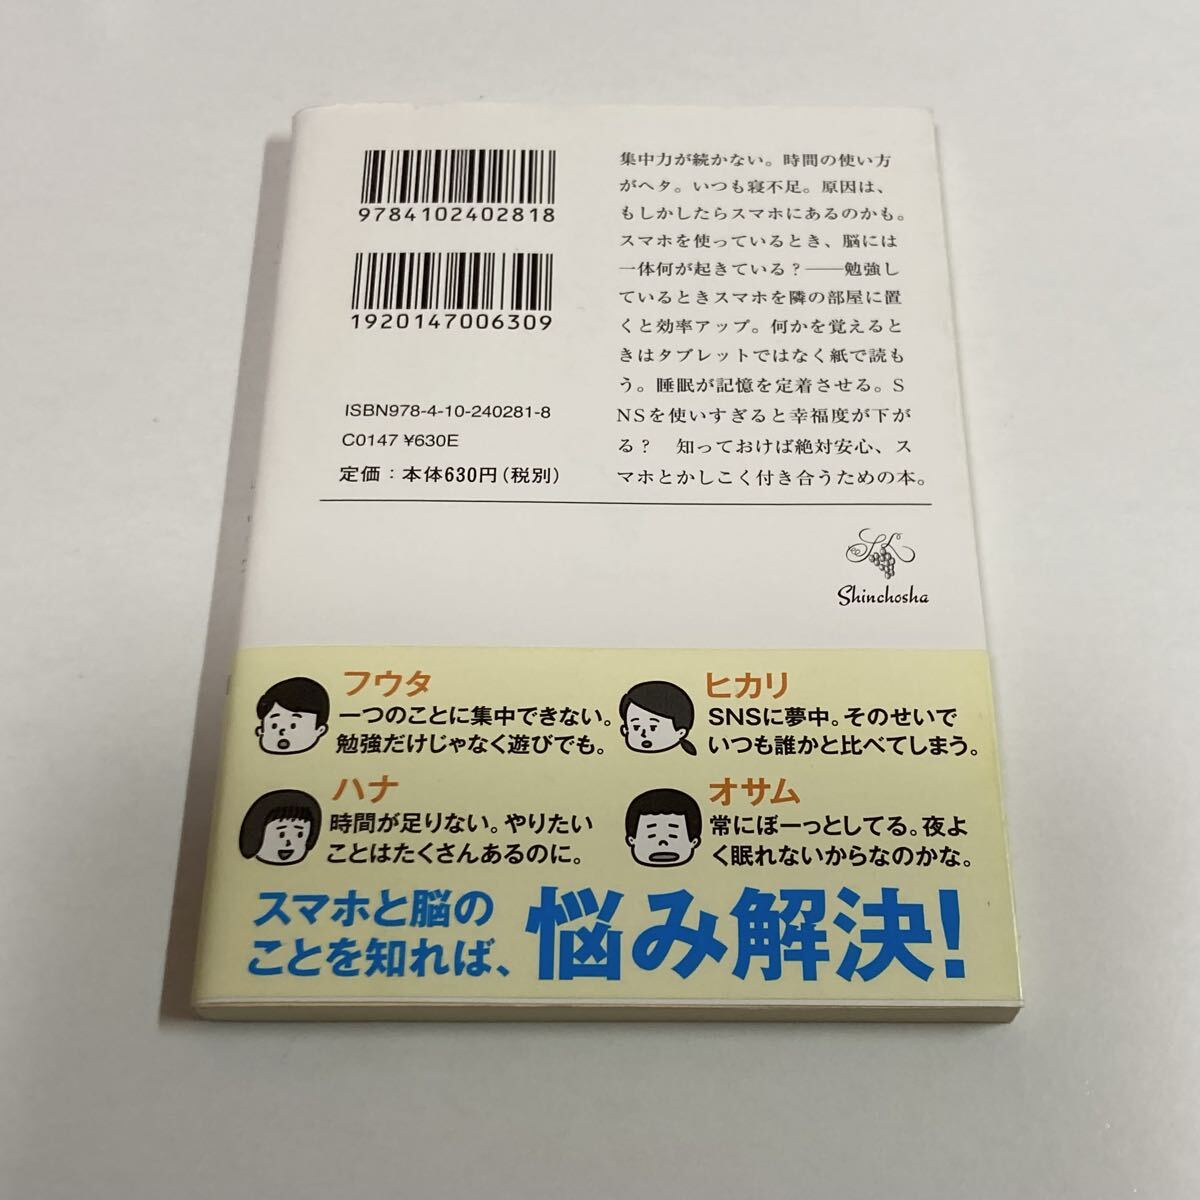 9784102402818
1920147006309
ISBN978-4-10-240281-8
C0147 ¥630E
定価：本体630円（税別）
集中力が続かない。時間の使い方
がヘタ。いつも寝不足。原因は、
もしかしたらスマホにあるのかも。
スマホを使っているとき、脳には
一体何が起きている？――勉強し
ているときスマホを隣の部屋に置
くと効率アップ。何かを覚えると
きはタブレットではなく紙で読も
う。睡眠が記憶を定着させる。S
NSを使いすぎると幸福度が下が
る？　知っておけば絶対安心、ス
マホとかしこく付き合うための本。
Shinchosha
フウタ
一つのことに集中できない。
勉強だけじゃなく遊びでも。
ヒカリ
SNSに夢中。そのせいで
いつも誰かと比べてしまう。
ハナ
時間が足りない。やりたい
ことはたくさんあるのに。
オサム
常にぼーっとしてる。夜よ
く眠れないからなのかな。
スマホと脳の
ことを知れば、
悩み解決！